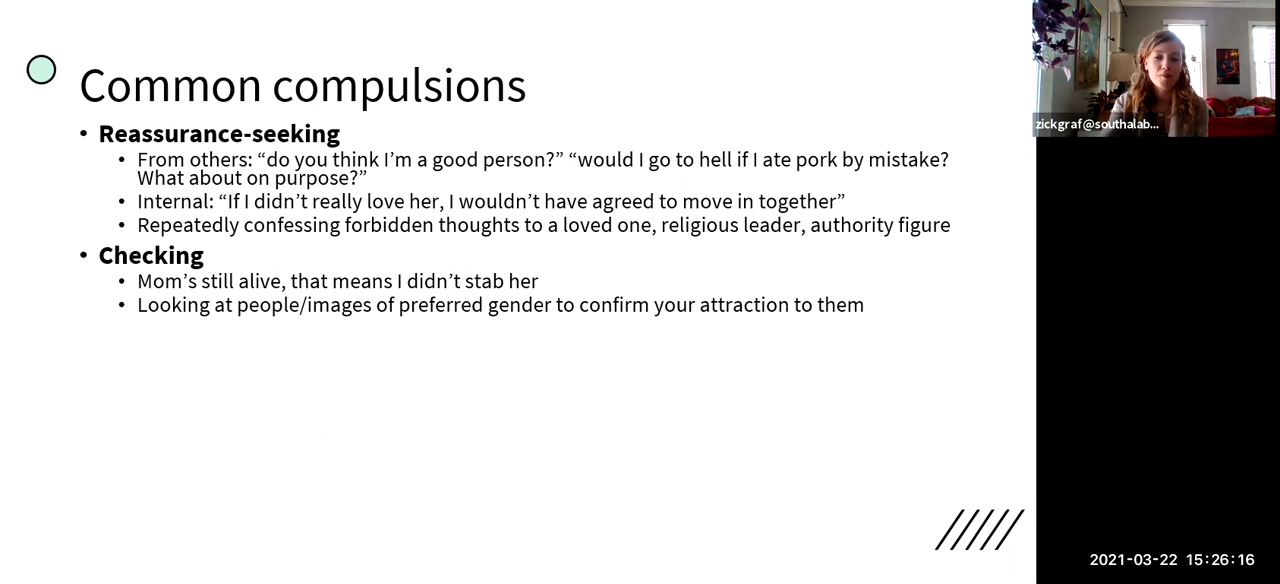 Common compulsions
• Reassurance-seeking
• From others: “do you think I’m a good person?” “would I go to hell if I ate pork by mistake?
What about on purpose?”
• Internal: “If I didn’t really love her, I wouldn’t have agreed to move in together”
• Repeatedly confessing forbidden thoughts to a loved one, religious leader, authority figure
• Checking
• Mom’s still alive, that means I didn’t stab her
• Looking at people/images of preferred gender to confirm your attraction to them
zickgraf@southalab...
2021-03-22 15:26:16